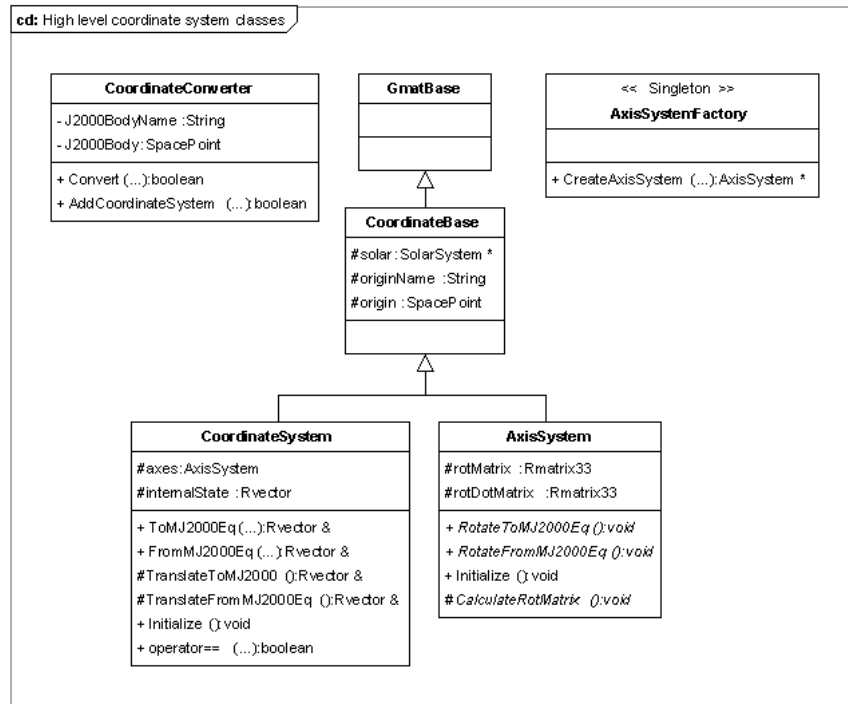 cd: High level coordinate system classes
CoordinateConverter
- J2000BodyName :String
- J2000Body:SpacePoint
+ Convert (...):boolean
+ AddCoordinateSystem (...):boolean
GmatBase
<< Singleton >>
AxisSystemFactory
+ CreateAxisSystem (...):AxisSystem *
CoordinateBase
#solar:SolarSystem *
#originName :String
#origin :SpacePoint
CoordinateSystem
#axes:AxisSystem
#internalState :Rvector
+ ToMJ2000Eq(...):Rvector &
+ FromMJ2000Eq(...):Rvector &
#TranslateToMJ2000 ():Rvector &
#TranslateFromMJ2000Eq ():Rvector &
+ Initialize ():void
+ operator== (...):boolean
AxisSystem
#rotMatrix :Rmatrix33
#rotDotMatrix :Rmatrix33
+ RotateToMJ2000Eq ():void
+ RotateFromMJ2000Eq ():void
+ Initialize ():void
# CalculateRotMatrix ():void